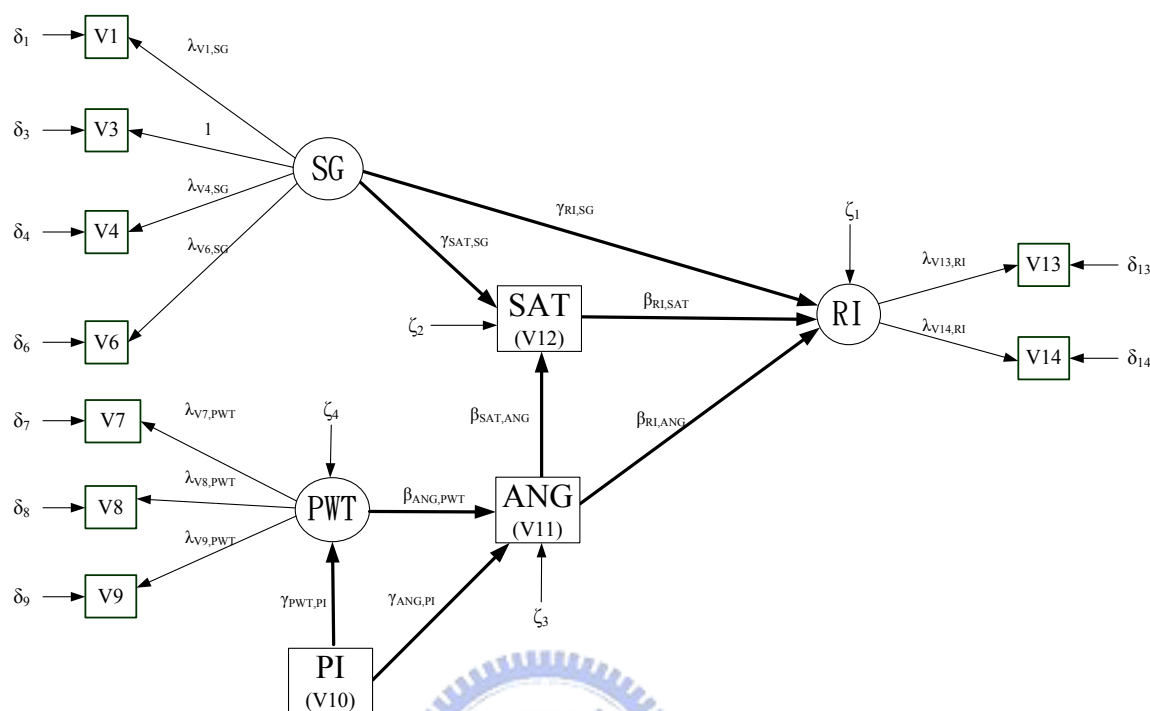 δ₁
V1
λV1,SG
δ₃
V3
1
SG
λV4,SG
δ₄
V4
λV6,SG
δ₆
V6
γRI,SG
γSAT,SG
ζ₁
λV13,RI
V13
δ₁₃
SAT
(V12)
ζ₂
βRI,SAT
RI
λV14,RI
V14
δ₁₄
δ₇
V7
λV7,PWT
ζ₄
βSAT,ANG
βRI,ANG
δ₈
V8
λV8,PWT
PWT
βANG,PWT
ANG
(V11)
λV9,PWT
δ₉
V9
γPWT,PI
γANG,PI
ζ₃
PI
(V10)